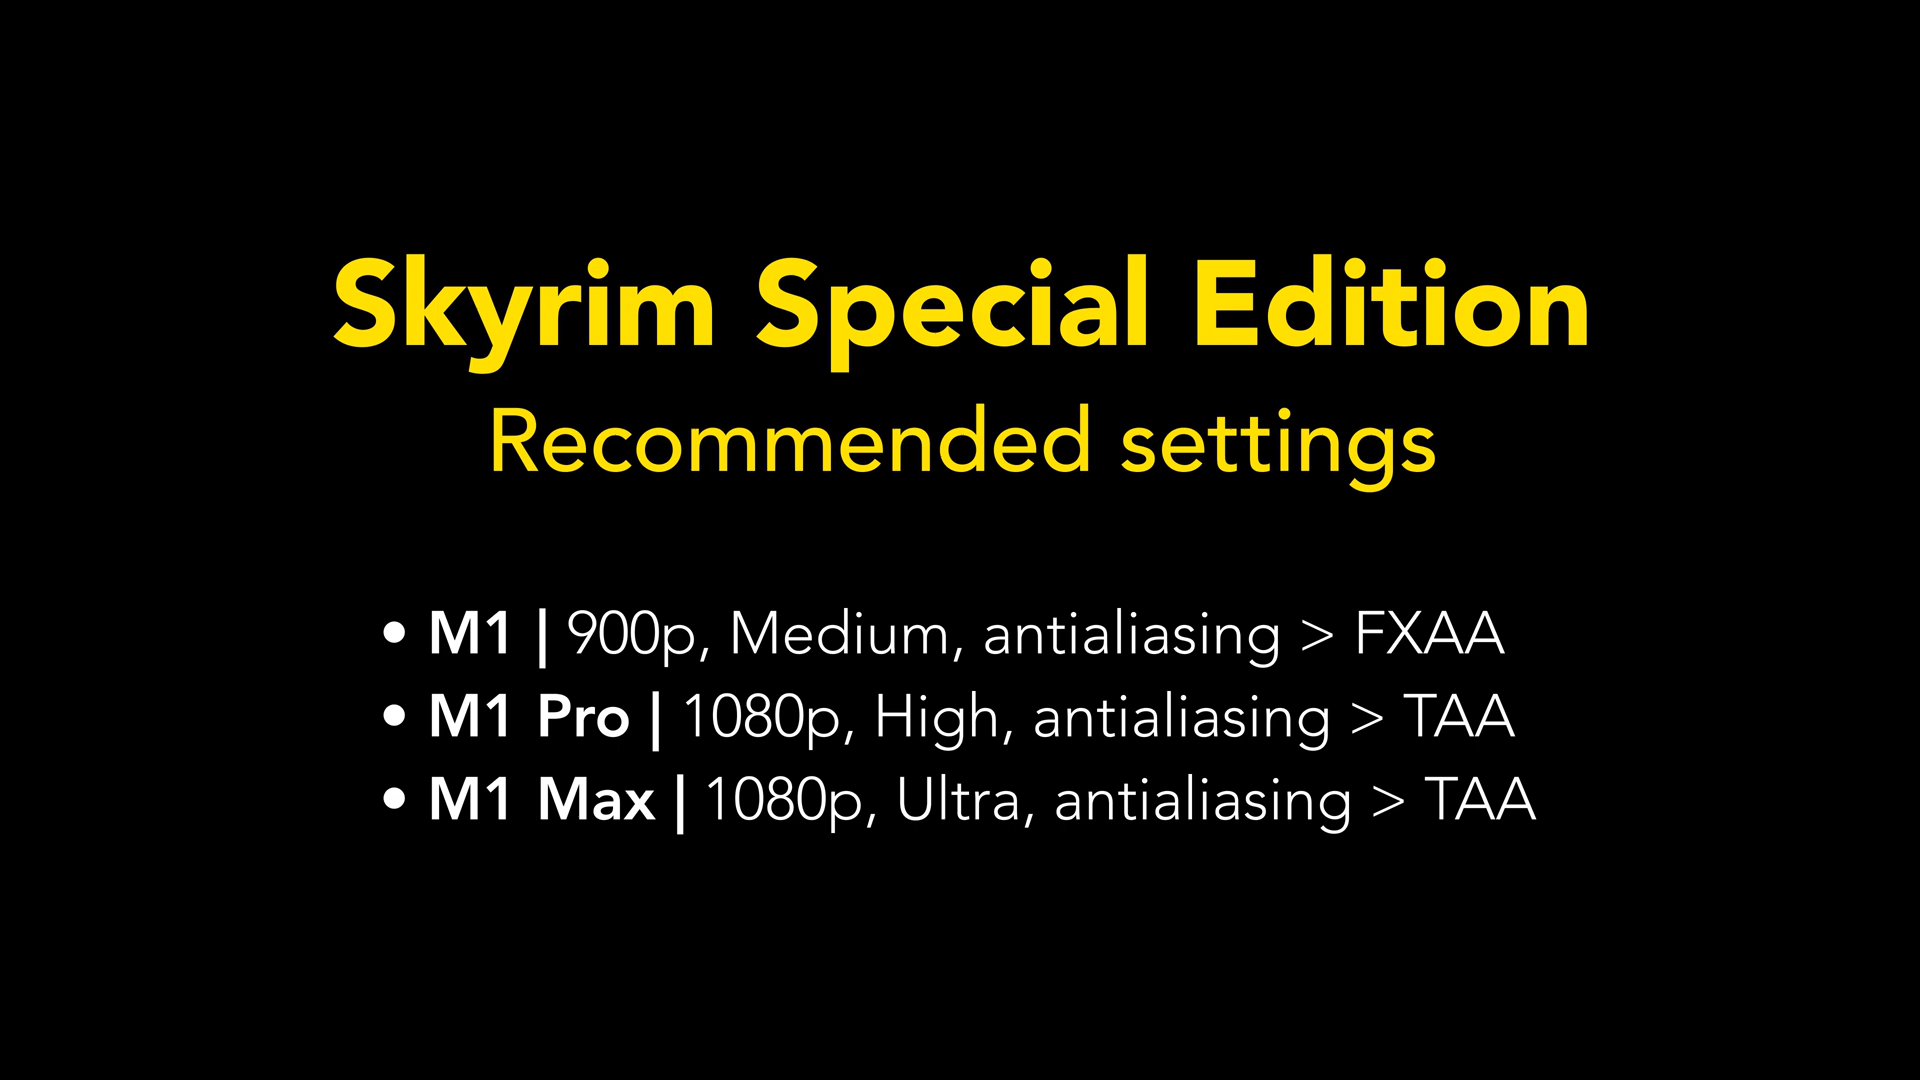 Skyrim Special Edition
Recommended settings
• M1 | 900p, Medium, antialiasing > FXAA
• M1 Pro | 1080p, High, antialiasing > TAA
• M1 Max | 1080p, Ultra, antialiasing > TAA